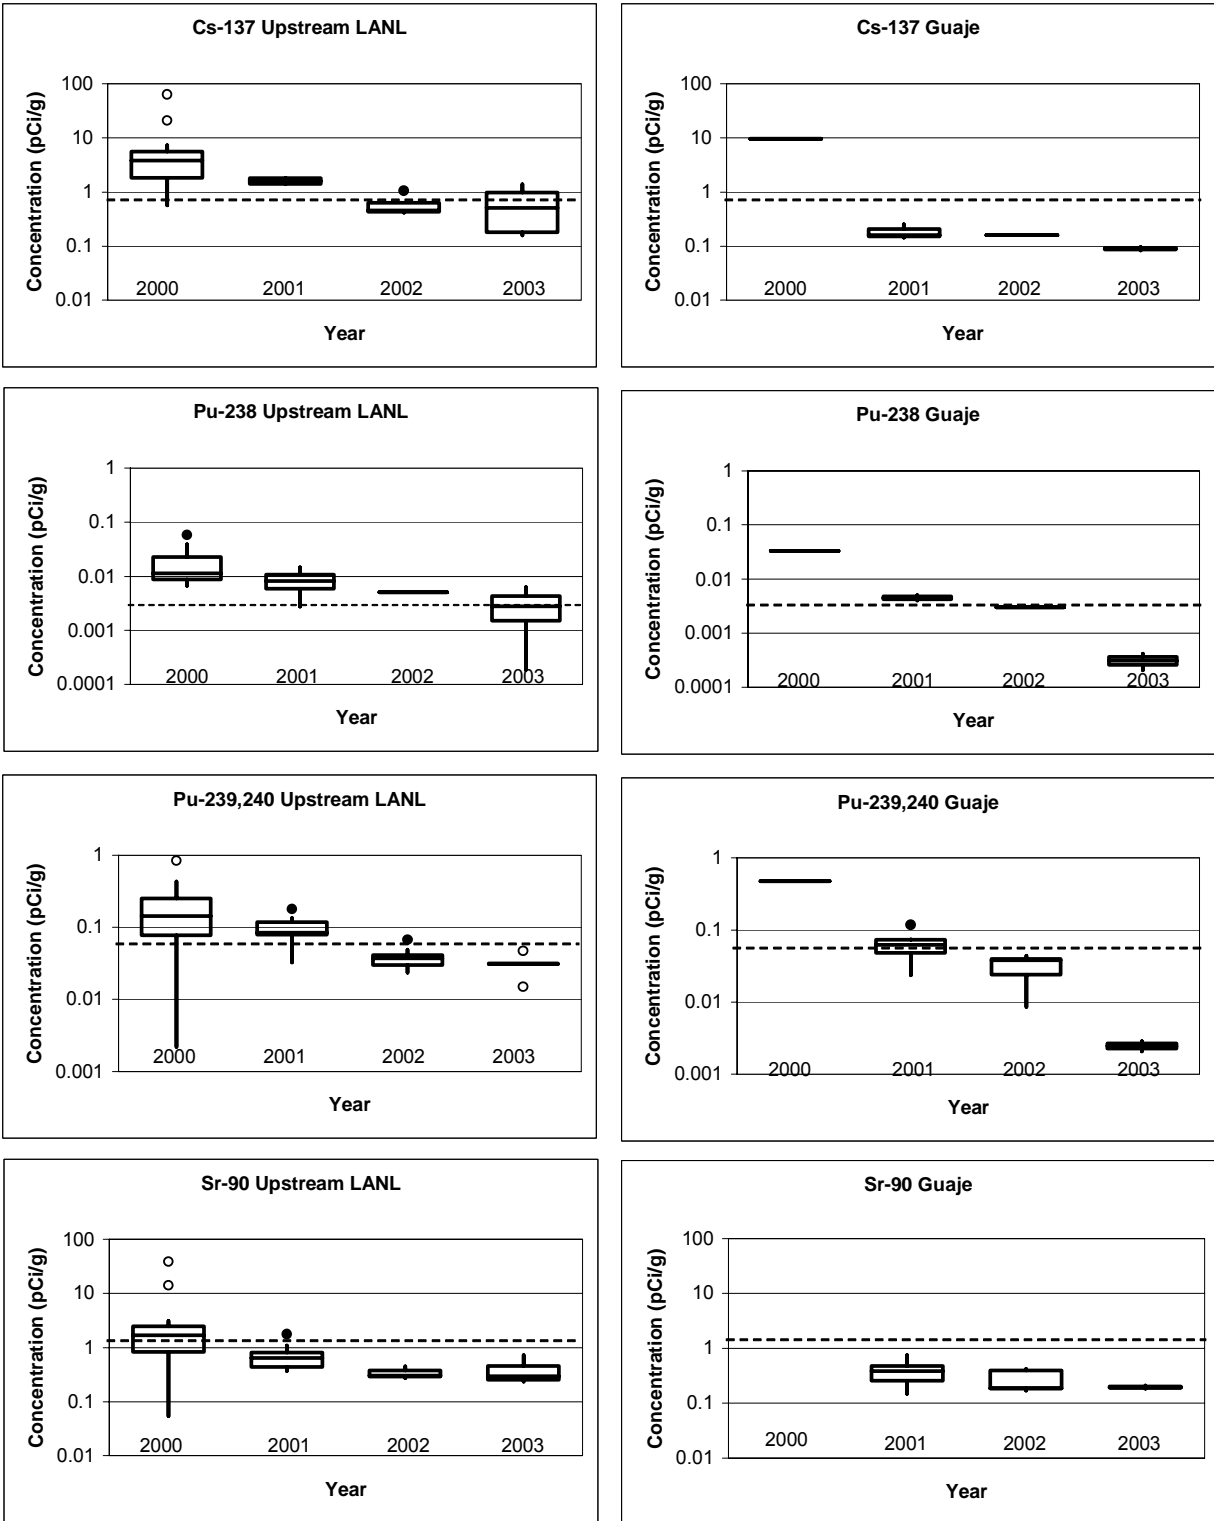 Cs-137 Upstream LANL
Concentration (pCi/g)
100
10
1
0.1
0.01
2000 2001 2002 2003
Year
Cs-137 Guaje
Concentration (pCi/g)
100
10
1
0.1
0.01
2000 2001 2002 2003
Year
Pu-238 Upstream LANL
Concentration (pCi/g)
1
0.1
0.01
0.001
0.0001
2000 2001 2002 2003
Year
Pu-238 Guaje
Concentration (pCi/g)
1
0.1
0.01
0.001
0.0001
2000 2001 2002 2003
Year
Pu-239,240 Upstream LANL
Concentration (pCi/g)
1
0.1
0.01
0.001
2000 2001 2002 2003
Year
Pu-239,240 Guaje
Concentration (pCi/g)
1
0.1
0.01
0.001
2000 2001 2002 2003
Year
Sr-90 Upstream LANL
Concentration (pCi/g)
100
10
1
0.1
0.01
2000 2001 2002 2003
Year
Sr-90 Guaje
Concentration (pCi/g)
100
10
1
0.1
0.01
2000 2001 2002 2003
Year